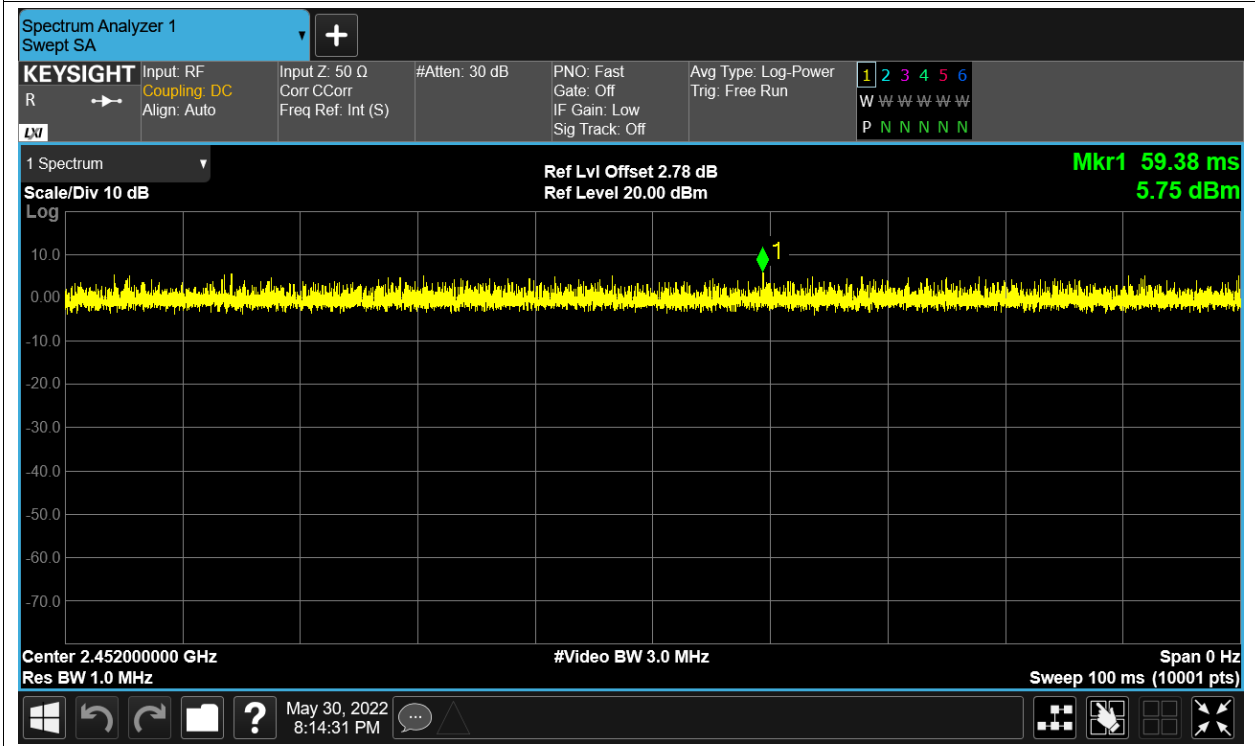 Spectrum Analyzer 1
Swept SA
KEYSIGHT
R
LXI
Input: RF
Coupling: DC
Align: Auto
Input Z: 50 Ω
Corr CCorr
Freq Ref: Int (S)
#Atten: 30 dB
PNO: Fast
Gate: Off
IF Gain: Low
Sig Track: Off
Avg Type: Log-Power
Trig: Free Run
1 2 3 4 5 6
W W W W W W
P N N N N N
1 Spectrum
Scale/Div 10 dB
Log
Ref Lvl Offset 2.78 dB
Ref Level 20.00 dBm
Mkr1 59.38 ms
5.75 dBm
1
10.0
0.00
-10.0
-20.0
-30.0
-40.0
-50.0
-60.0
-70.0
Center 2.452000000 GHz
Res BW 1.0 MHz
#Video BW 3.0 MHz
Span 0 Hz
Sweep 100 ms (10001 pts)
?
May 30, 2022
8:14:31 PM